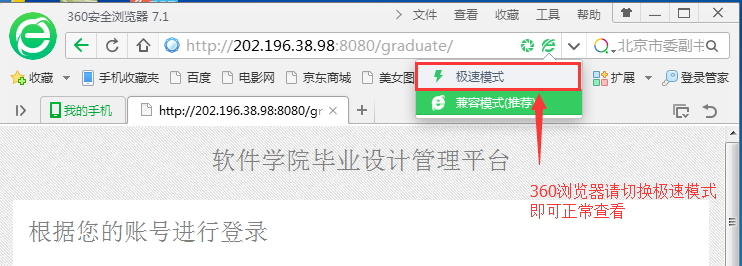 360安全浏览器 7.1
文件 查看 收藏 工具 帮助
http://202.196.38.98:8080/graduate/
北京市委副
收藏 手机收藏夹 百度 电影网 京东商城 美女图 扩展 登录管家
极速模式
兼容模式(推荐)
我的手机 http://202.196.38.98:8080/gr
软件学院毕业设计管理平台
360浏览器请切换极速模式
即可正常查看
根据您的账号进行登录